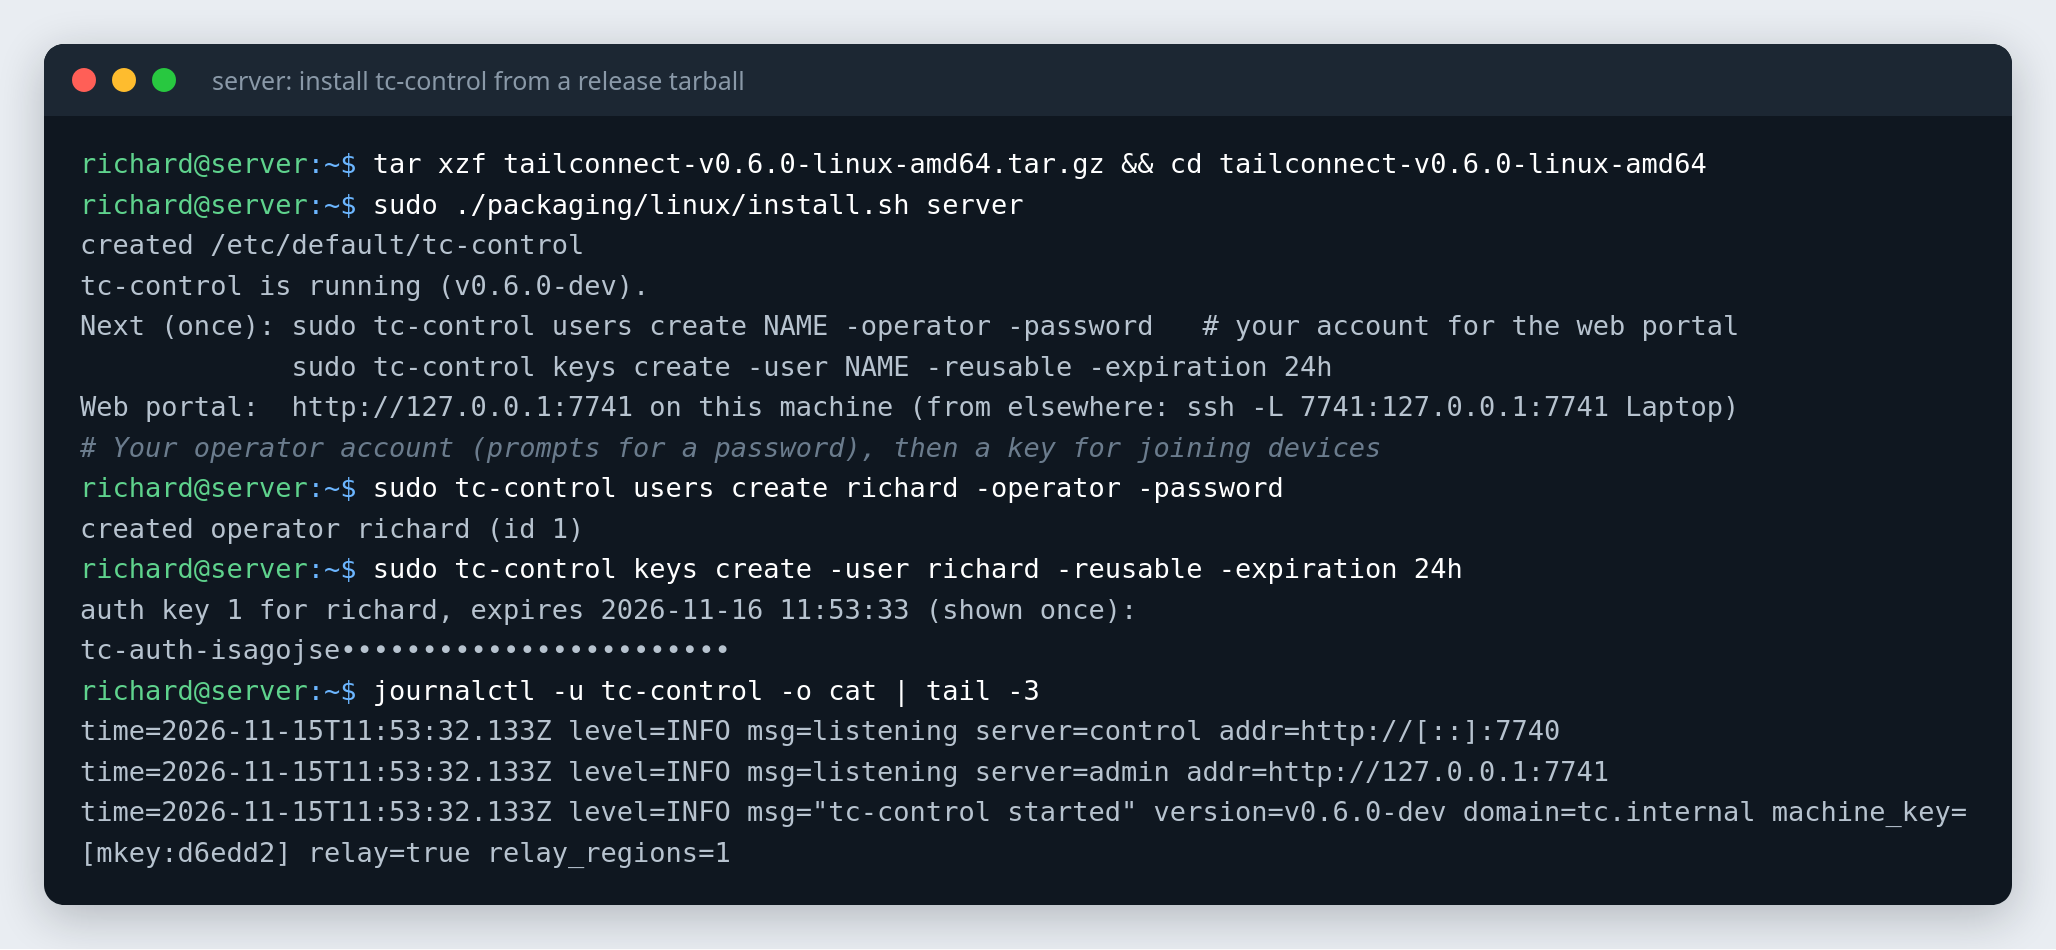 server: install tc-control from a release tarball
richard@server:~$ tar xzf tailconnect-v0.6.0-linux-amd64.tar.gz && cd tailconnect-v0.6.0-linux-amd64
richard@server:~$ sudo ./packaging/linux/install.sh server
created /etc/default/tc-control
tc-control is running (v0.6.0-dev).
Next (once): sudo tc-control users create NAME -operator -password   # your account for the web portal
             sudo tc-control keys create -user NAME -reusable -expiration 24h
Web portal:  http://127.0.0.1:7741 on this machine (from elsewhere: ssh -L 7741:127.0.0.1:7741 Laptop)
# Your operator account (prompts for a password), then a key for joining devices
richard@server:~$ sudo tc-control users create richard -operator -password
created operator richard (id 1)
richard@server:~$ sudo tc-control keys create -user richard -reusable -expiration 24h
auth key 1 for richard, expires 2026-11-16 11:53:33 (shown once):
tc-auth-isagojse••••••••••••••••••••••••
richard@server:~$ journalctl -u tc-control -o cat | tail -3
time=2026-11-15T11:53:32.133Z level=INFO msg=listening server=control addr=http://[::]:7740
time=2026-11-15T11:53:32.133Z level=INFO msg=listening server=admin addr=http://127.0.0.1:7741
time=2026-11-15T11:53:32.133Z level=INFO msg="tc-control started" version=v0.6.0-dev domain=tc.internal machine_key=
[mkey:d6edd2] relay=true relay_regions=1